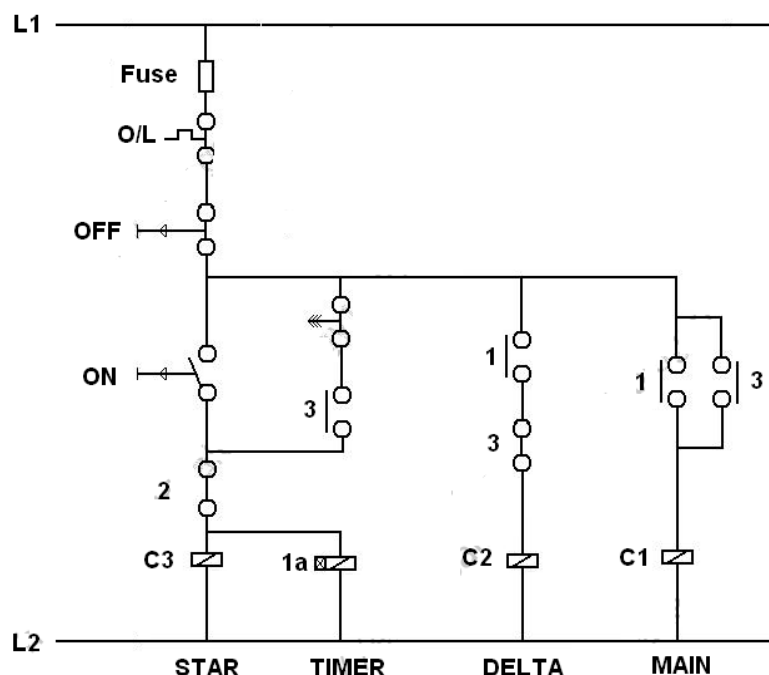 L1
Fuse
O/L
OFF
ON
1
1
3
3
3
2
C3
1a
C2
C1
L2
STAR TIMER DELTA MAIN